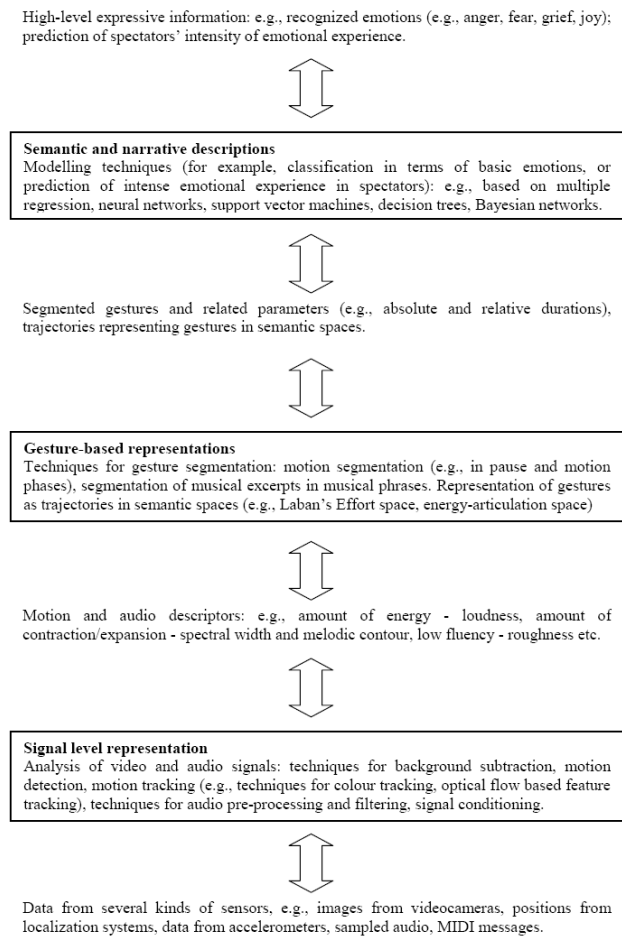 High-level expressive information: e.g., recognized emotions (e.g., anger, fear, grief, joy);
prediction of spectators' intensity of emotional experience.
Semantic and narrative descriptions
Modelling techniques (for example, classification in terms of basic emotions, or
prediction of intense emotional experience in spectators): e.g., based on multiple
regression, neural networks, support vector machines, decision trees, Bayesian networks.
Segmented gestures and related parameters (e.g., absolute and relative durations),
trajectories representing gestures in semantic spaces.
Gesture-based representations
Techniques for gesture segmentation: motion segmentation (e.g., in pause and motion
phases), segmentation of musical excerpts in musical phrases. Representation of gestures
as trajectories in semantic spaces (e.g., Laban's Effort space, energy-articulation space)
Motion and audio descriptors: e.g., amount of energy - loudness, amount of
contraction/expansion - spectral width and melodic contour, low fluency - roughness etc.
Signal level representation
Analysis of video and audio signals: techniques for background subtraction, motion
detection, motion tracking (e.g., techniques for colour tracking, optical flow based feature
tracking), techniques for audio pre-processing and filtering, signal conditioning.
Data from several kinds of sensors, e.g., images from videocameras, positions from
localization systems, data from accelerometers, sampled audio, MIDI messages.